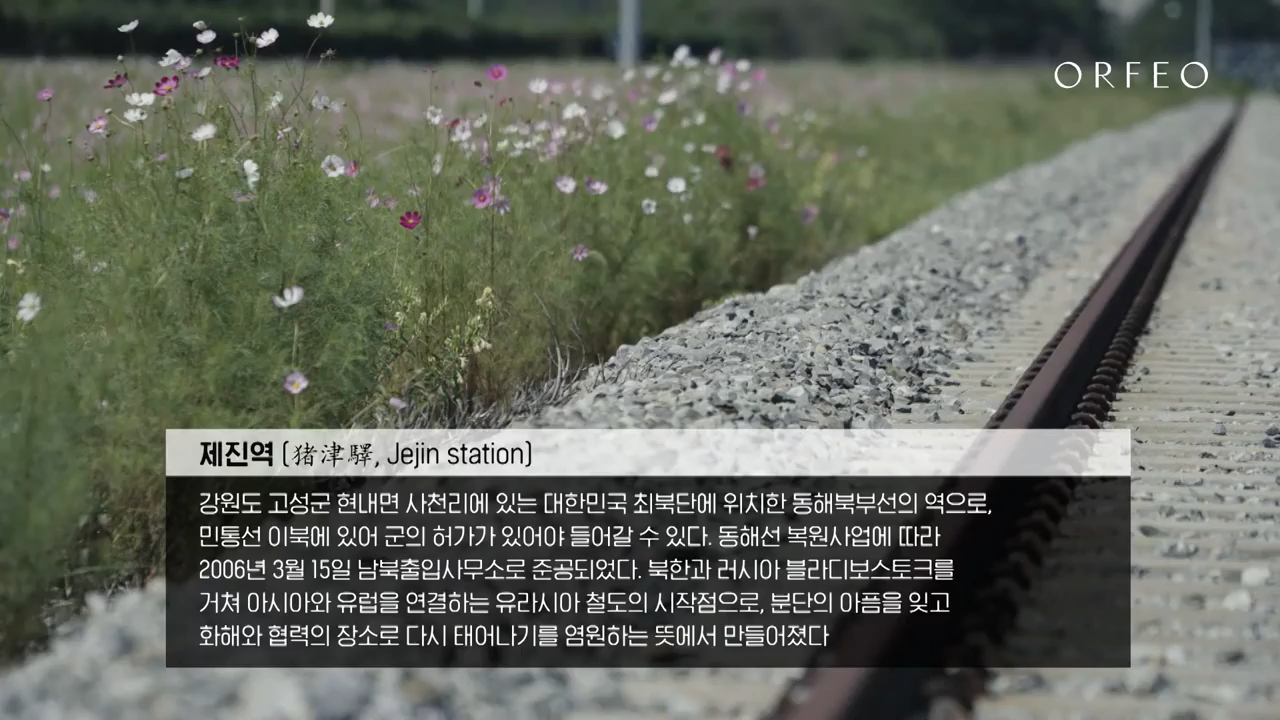 ORFEO
제진역 (猪津驛, Jejin station)
강원도 고성군 현내면 사천리에 있는 대한민국 최북단에 위치한 동해북부선의 역으로,
민통선 이북에 있어 군의 허가가 있어야 들어갈 수 있다. 동해선 복원사업에 따라
2006년 3월 15일 남북출입사무소로 준공되었다. 북한과 러시아 블라디보스토크를
거쳐 아시아와 유럽을 연결하는 유라시아 철도의 시작점으로, 분단의 아픔을 잊고
화해와 협력의 장소로 다시 태어나기를 염원하는 뜻에서 만들어졌다